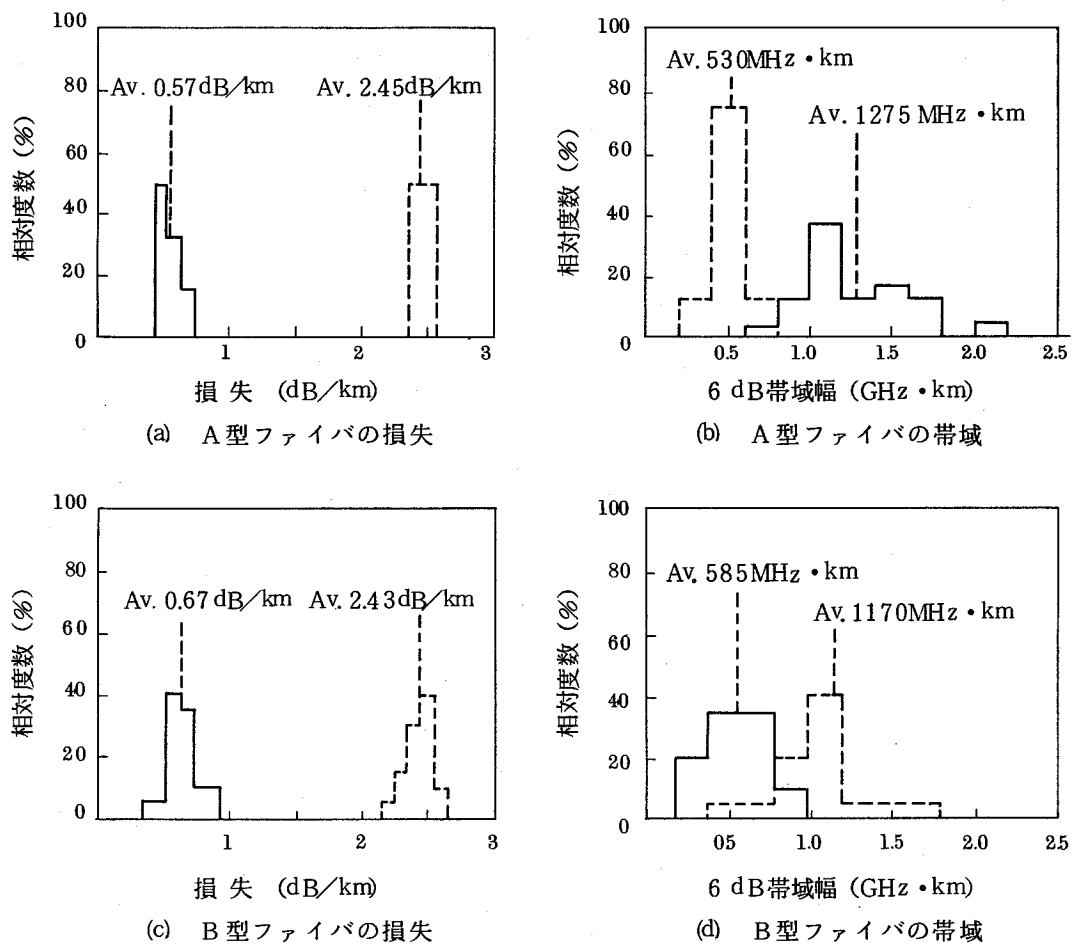 100
80
60
40
20
0
相対度数 (%)
Av. 0.57dB/km
Av. 2.45dB/km
1
2
3
損失 (dB/km)
(a) A型ファイバの損失
100
80
60
40
20
0
相対度数 (%)
Av. 530MHz・km
Av. 1275MHz・km
0.5
1.0
1.5
2.0
2.5
6 dB帯域幅 (GHz・km)
(b) A型ファイバの帯域
100
80
60
40
20
0
相対度数 (%)
Av. 0.67dB/km
Av. 2.43dB/km
1
2
3
損失 (dB/km)
(c) B型ファイバの損失
100
80
60
40
20
0
相対度数 (%)
Av. 585MHz・km
Av. 1170MHz・km
05
1.0
1.5
2.0
2.5
6 dB帯域幅 (GHz・km)
(d) B型ファイバの帯域